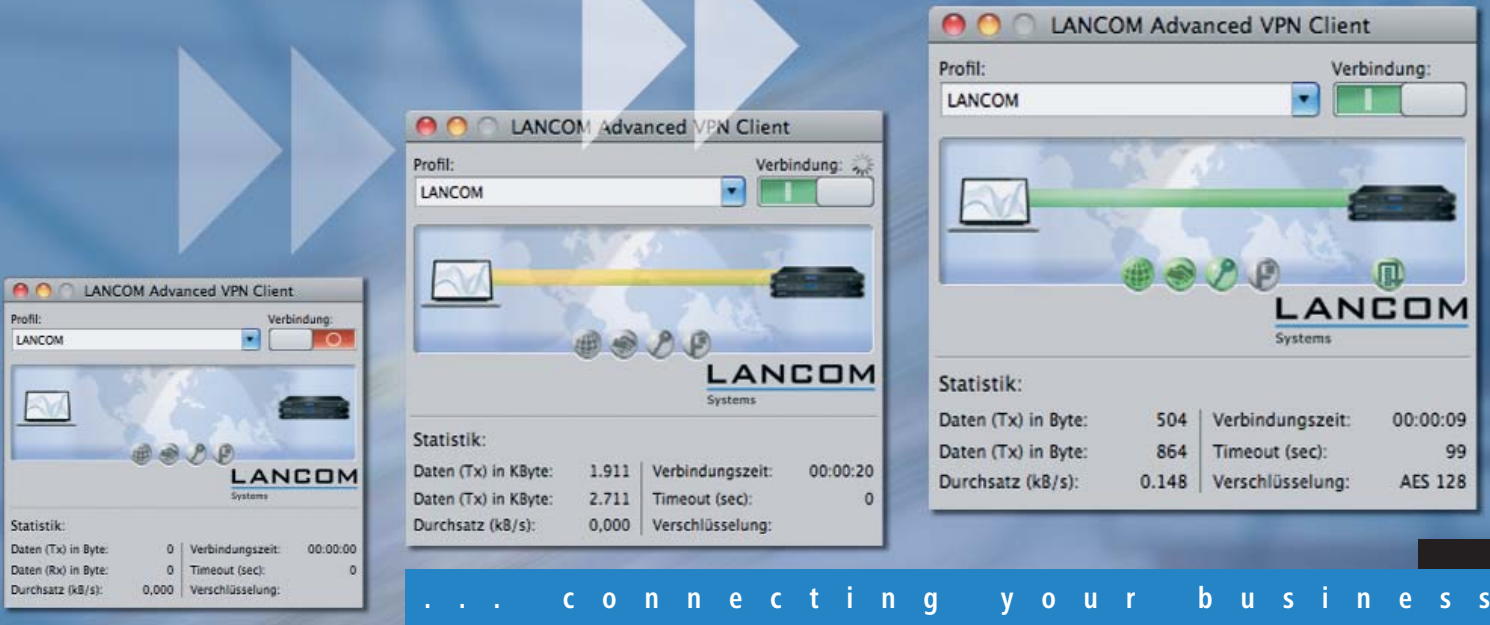 LANCOM Advanced VPN Client
Profil: Verbindung:
LANCOM
LANCOM
Systems
Statistik:
Daten (Tx) in Byte: 0 Verbindungszeit: 00:00:00
Daten (Rx) in Byte: 0 Timeout (sec): 0
Durchsatz (kB/s): 0,000 Verschlüsselung:
LANCOM Advanced VPN Client
Profil: Verbindung:
LANCOM
LANCOM
Systems
Statistik:
Daten (Tx) in KByte: 1.911 Verbindungszeit: 00:00:20
Daten (Tx) in KByte: 2.711 Timeout (sec): 0
Durchsatz (kB/s): 0,000 Verschlüsselung:
LANCOM Advanced VPN Client
Profil: Verbindung:
LANCOM
LANCOM
Systems
Statistik:
Daten (Tx) in Byte: 504 Verbindungszeit: 00:00:09
Daten (Tx) in Byte: 864 Timeout (sec): 99
Durchsatz (kB/s): 0.148 Verschlüsselung: AES 128
... connecting your business